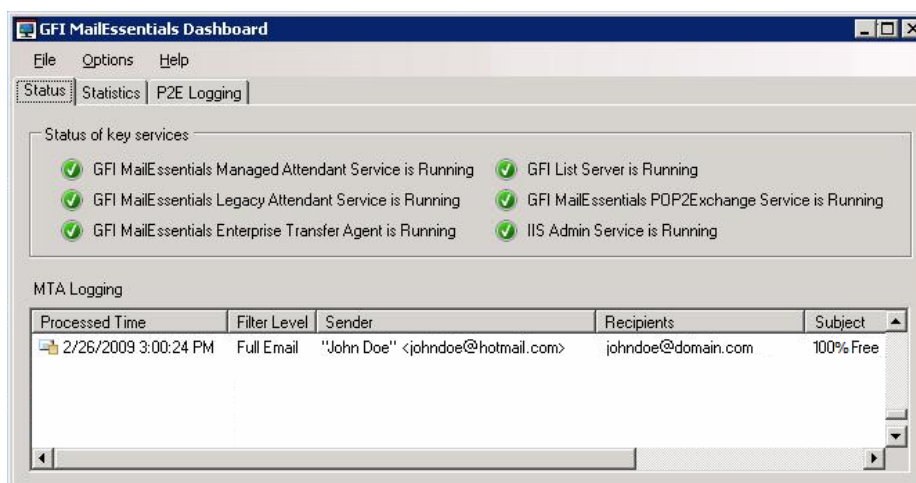 GFI MailEssentials Dashboard
File Options Help
Status Statistics P2E Logging
Status of key services
GFI MailEssentials Managed Attendant Service is Running GFI List Server is Running
GFI MailEssentials Legacy Attendant Service is Running GFI MailEssentials POP2Exchange Service is Running
GFI MailEssentials Enterprise Transfer Agent is Running IIS Admin Service is Running
MTA Logging
Processed Time Filter Level Sender Recipients Subject
2/26/2009 3:00:24 PM Full Email "John Doe" <johndoe@hotmail.com> johndoe@domain.com 100% Free